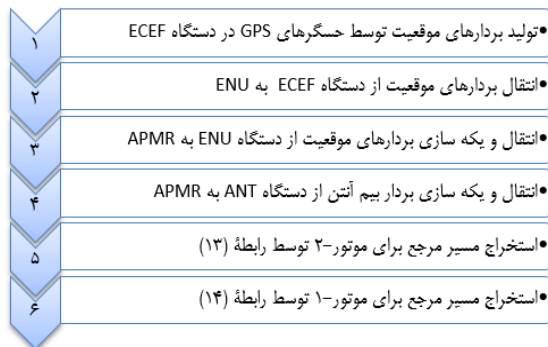 ۱
•تولید بردارهای موقعیت توسط حسگرهای GPS در دستگاه ECEF
۲
•انتقال بردارهای موقعیت از دستگاه ECEF به ENU
۳
•انتقال و یکه سازی بردارهای موقعیت از دستگاه ENU به APMR
۴
•انتقال و یکه سازی بردار بیم آنتن از دستگاه ANT به APMR
۵
•استخراج مسیر مرجع برای موتور-۲ توسط رابطهٔ (۱۳)
۶
•استخراج مسیر مرجع برای موتور-۱ توسط رابطهٔ (۱۴)